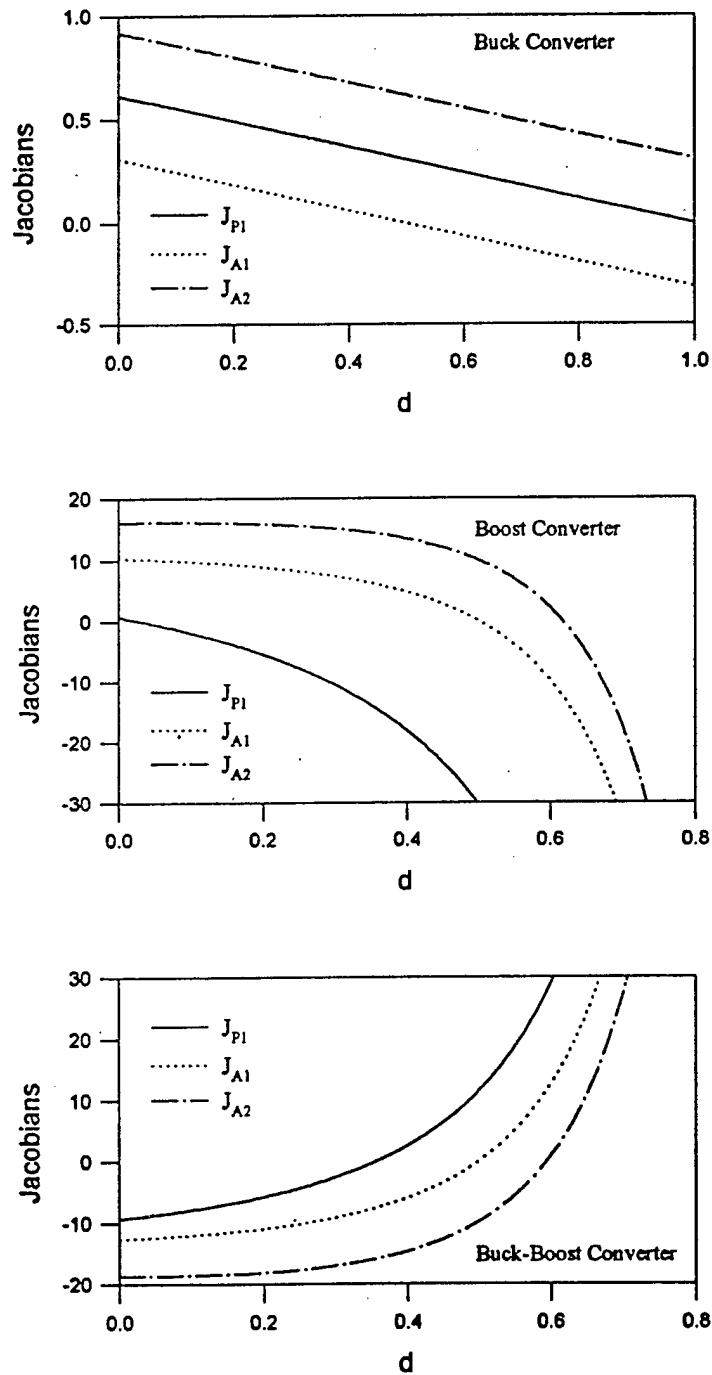 1.0
Buck Converter
0.5
Jacobians
0.0
J_P1
J_A1
J_A2
-0.5
0.0 0.2 0.4 0.6 0.8 1.0
d
20
Boost Converter
10
0
Jacobians
-10
J_P1
J_A1
-20
J_A2
-30
0.0 0.2 0.4 0.6 0.8
d
30
J_P1
20
J_A1
10
J_A2
Jacobians
0
-10
Buck-Boost Converter
-20
0.0 0.2 0.4 0.6 0.8
d